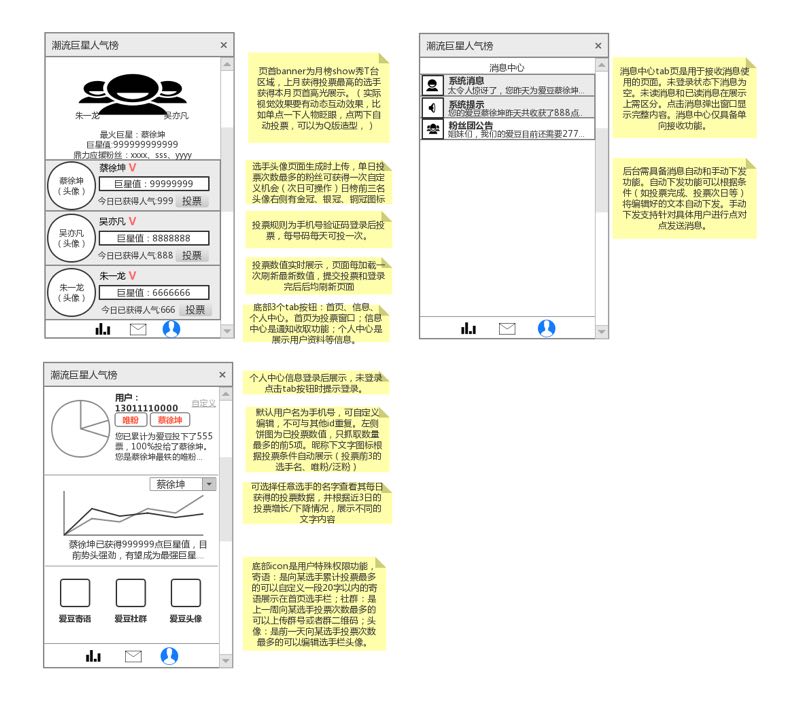 潮流巨星人气榜
朱一龙
吴亦凡
最火巨星：蔡徐坤
巨星值:999999999999
鼎力应援粉丝：xxxx、sss、yyyy
蔡徐坤
（头像）
蔡徐坤 V
巨星值：99999999
今日已获得人气:999 投票
吴亦凡
（头像）
吴亦凡 V
巨星值：8888888
今日已获得人气:888 投票
朱一龙
（头像）
朱一龙 V
巨星值：6666666
今日已获得人气:666 投票
页首banner为月榜show秀T台
区域，上月获得投票最高的选手
获得本月页首高光展示。（实际
视觉效果要有动态互动效果，比
如单点一下人物眨眼，点两下自
动投票，可以为Q版造型，）
选手头像页面生成时上传，单日投
票次数最多的粉丝可获得一次自定
义机会（次日可操作）日榜前三名
头像右侧有金冠、银冠、铜冠图标
投票规则为手机号验证码登录后投
票，每号码每天可投一次。
投票数值实时展示，页面每加载一
次刷新最新数值，提交投票和登录
完后后均刷新页面
底部3个tab按钮：首页、信息、
个人中心。首页为投票窗口；信息
中心是通知收取功能；个人中心是
展示用户资料等信息。
潮流巨星人气榜
消息中心
系统消息
太令人惊讶了，您昨天为爱豆蔡徐坤...
系统提示
您的爱豆蔡徐坤昨天共收获了888点..
粉丝团公告
姐妹们，我们的爱豆目前还需要277...
消息中心tab页是用于接收消息使
用的页面。未登录状态下消息为
空。未读消息和已读消息在展示
上需区分。点击消息弹出窗口显
示完整内容。消息中心仅具备单
向接收功能。
后台需具备消息自动和手动下发
功能。自动下发功能可以根据条
件（如投票完成、投票次日等）
将编辑好的文本自动下发。手动
下发支持针对具体用户进行点对
点发送消息。
潮流巨星人气榜
用户：
13011110000
自定义
唯粉 蔡徐坤
您已累计为爱豆投下了555
票，100%投给了蔡徐坤。
您是蔡徐坤最铁的唯粉...
蔡徐坤
蔡徐坤已获得999999点巨星值，目
前势头强劲，有望成为最强巨星...
爱豆寄语 爱豆社群 爱豆头像
个人中心信息登录后展示，未登录
点击tab按钮时提示登录。
默认用户名为手机号，可自定义
编辑，不可与其他id重复。左侧
饼图为已投票数值，只抓取数量
最多的前5项。昵称下文字图标根
据投票条件自动展示（投票前3的
选手名、唯粉/泛粉）
可选择任意选手的名字查看其每日
获得的投票数据，并根据近3日的
投票增长/下降情况，展示不同的
文字内容
底部icon是用户特殊权限功能，
寄语：是向某选手累计投票最多
的可以自定义一段20字以内的寄
语展示在首页选手栏；社群：是
上一周向某选手投票次数最多的
可以上传群号或者群二维码；头
像：是前一天向某选手投票次数
最多的可以编辑选手栏头像。